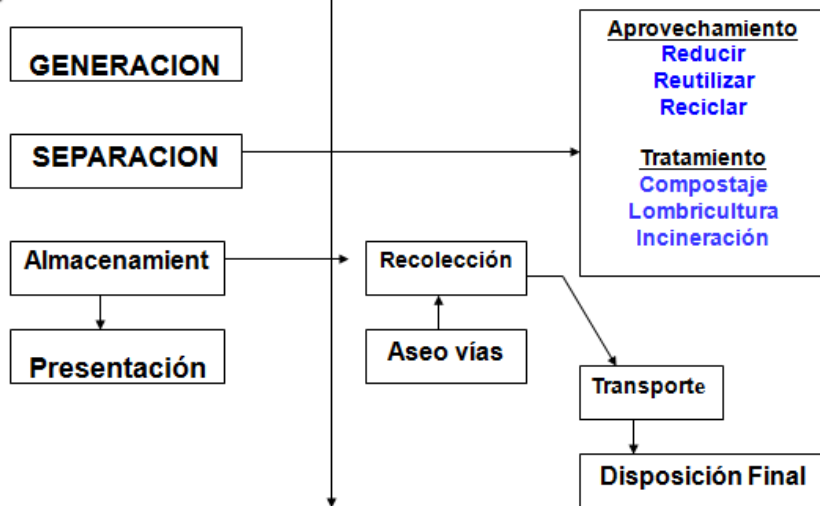 GENERACION
SEPARACION
Almacenamient
Presentación
Recolección
Aseo vías
Aprovechamiento
Reducir
Reutilizar
Reciclar
Tratamiento
Compostaje
Lombricultura
Incineración
Transporte
Disposición Final